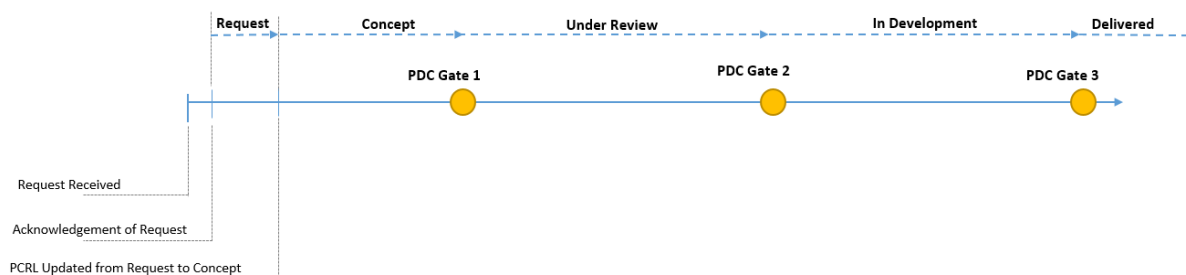 Request
Concept
Under Review
In Development
Delivered
PDC Gate 1
PDC Gate 2
PDC Gate 3
Request Received
Acknowledgement of Request
PCRL Updated from Request to Concept